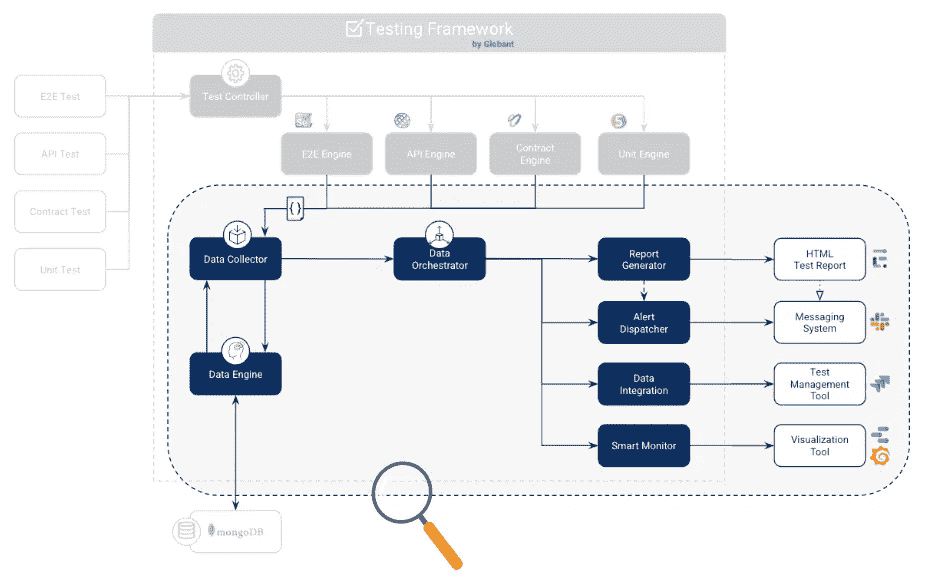 Testing Framework
by Globant
E2E Test
API Test
Contract Test
Unit Test
Test Controller
E2E Engine
API Engine
Contract
Engine
Unit Engine
{ }
Data Collector
Data
Orchestrator
Report
Generator
HTML
Test Report
Alert
Dispatcher
Messaging
System
Data Engine
Data
Integration
Test
Management
Tool
Smart Monitor
Visualization
Tool
mongoDB